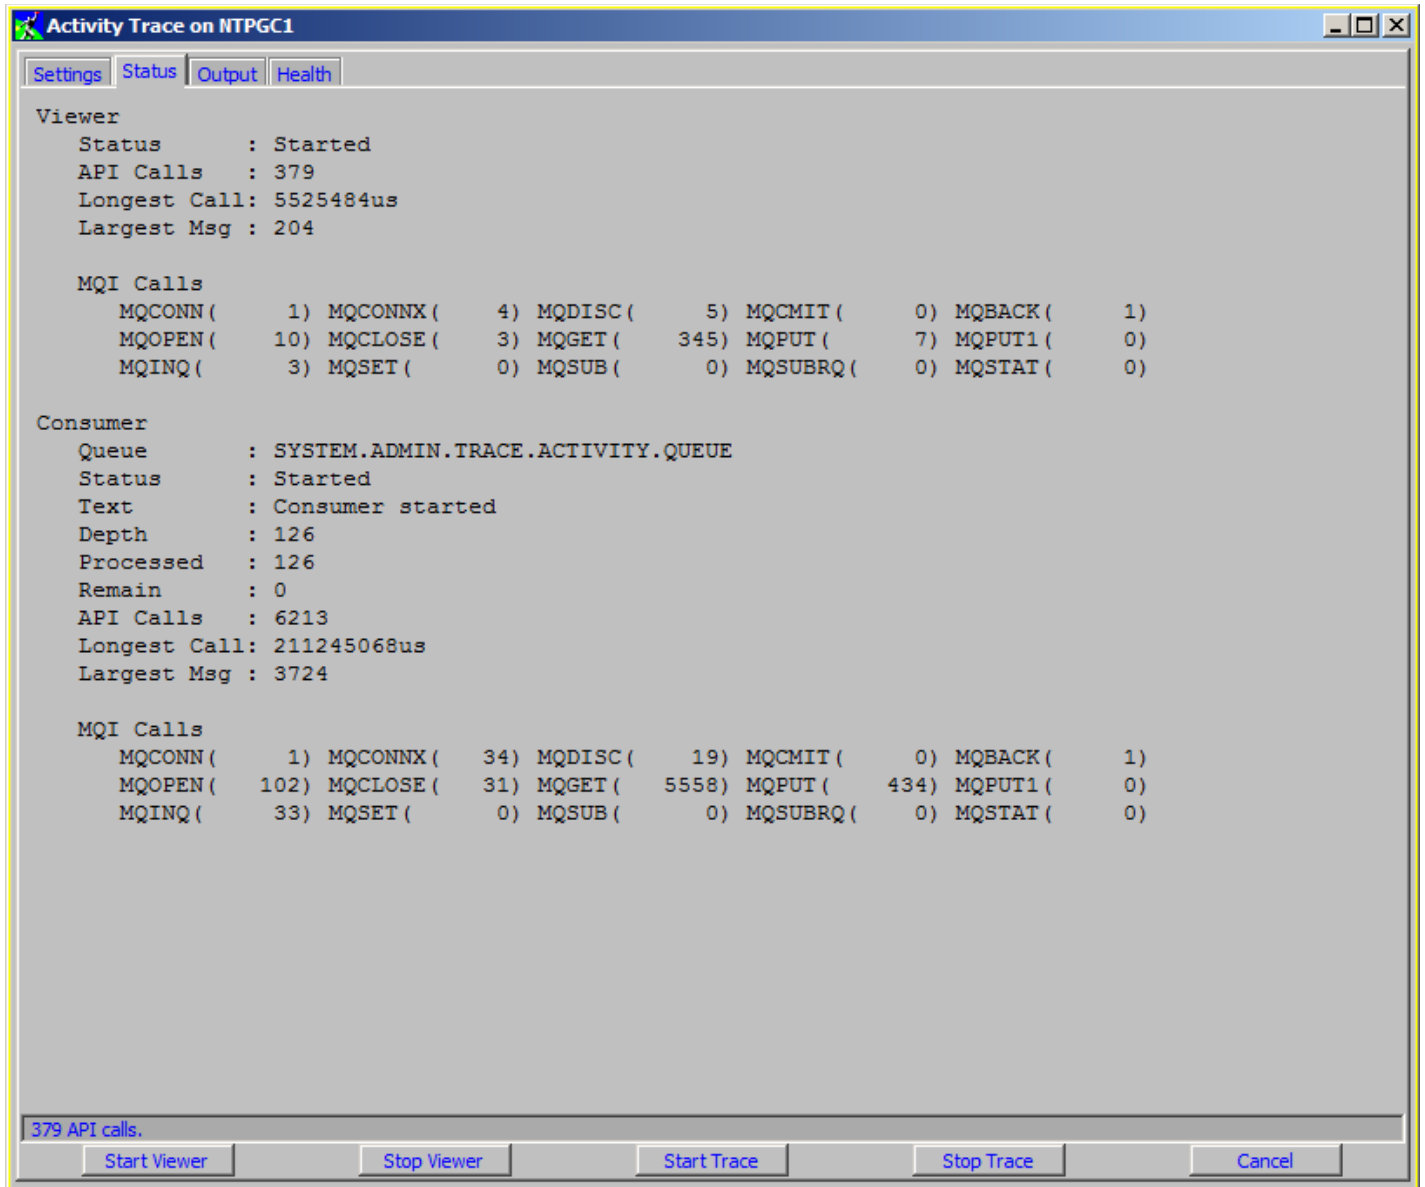 Activity Trace on NTPGC1
Settings Status Output Health
Viewer
Status : Started
API Calls : 379
Longest Call: 5525484us
Largest Msg : 204
MQI Calls
MQCONN( 1) MQCONNX( 4) MQDISC( 5) MQCMIT( 0) MQBACK( 1)
MQOPEN( 10) MQCLOSE( 3) MQGET( 345) MQPUT( 7) MQPUT1( 0)
MQINQ( 3) MQSET( 0) MQSUB( 0) MQSUBRQ( 0) MQSTAT( 0)
Consumer
Queue : SYSTEM.ADMIN.TRACE.ACTIVITY.QUEUE
Status : Started
Text : Consumer started
Depth : 126
Processed : 126
Remain : 0
API Calls : 6213
Longest Call: 211245068us
Largest Msg : 3724
MQI Calls
MQCONN( 1) MQCONNX( 34) MQDISC( 19) MQCMIT( 0) MQBACK( 1)
MQOPEN( 102) MQCLOSE( 31) MQGET( 5558) MQPUT( 434) MQPUT1( 0)
MQINQ( 33) MQSET( 0) MQSUB( 0) MQSUBRQ( 0) MQSTAT( 0)
379 API calls.
Start Viewer Stop Viewer Start Trace Stop Trace Cancel